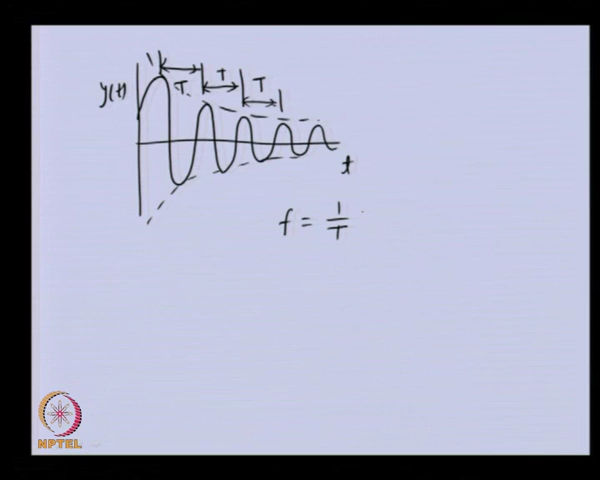 y(t)
T T T
t
f = 1/T
NPTEL